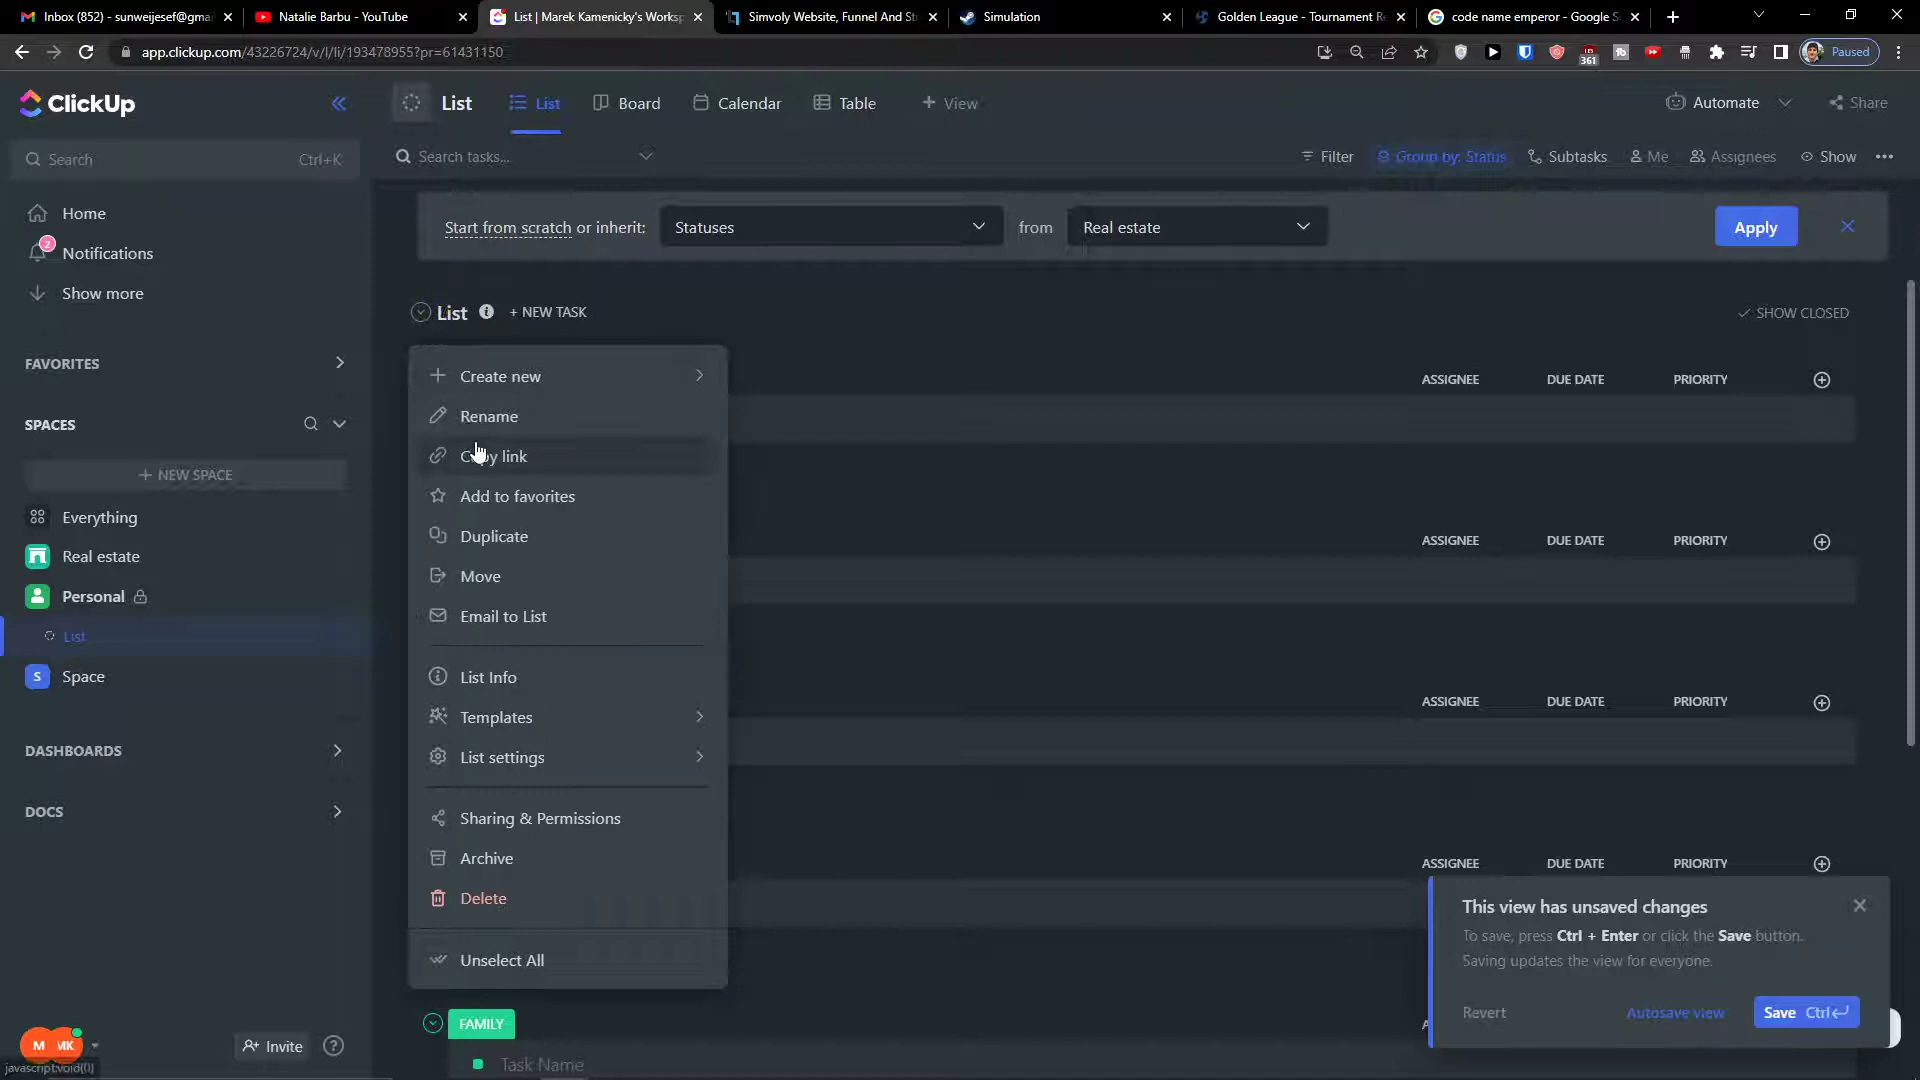 Inbox (852) - sunweijesef@gmai
Natalie Barbu - YouTube
List | Marek Kamenicky's Worksp
Simvoly Website, Funnel And St
Simulation
Golden League - Tournament Re
code name emperor - Google S
app.clickup.com/43226724/v/l/li/193478955?pr=61431150
361
Paused
ClickUp
List
List
Board
Calendar
Table
+ View
Automate
Share
Search
Ctrl+K
Search tasks...
Filter
Group by: Status
Subtasks
Me
Assignees
Show
Home
2
Notifications
Show more
Start from scratch or inherit:
Statuses
from
Real estate
Apply
FAVORITES
SPACES
+ NEW SPACE
Everything
Real estate
Personal
List
S
Space
DASHBOARDS
DOCS
List
+ NEW TASK
SHOW CLOSED
Create new
Rename
Copy link
Add to favorites
Duplicate
Move
Email to List
List Info
Templates
List settings
Sharing & Permissions
Archive
Delete
Unselect All
ASSIGNEE DUE DATE PRIORITY
ASSIGNEE DUE DATE PRIORITY
ASSIGNEE DUE DATE PRIORITY
ASSIGNEE DUE DATE PRIORITY
FAMILY
A
Task Name
This view has unsaved changes
To save, press Ctrl + Enter or click the Save button.
Saving updates the view for everyone.
Revert
Autosave view
Save Ctrl
M
MK
Invite
?
javascript:void(0)